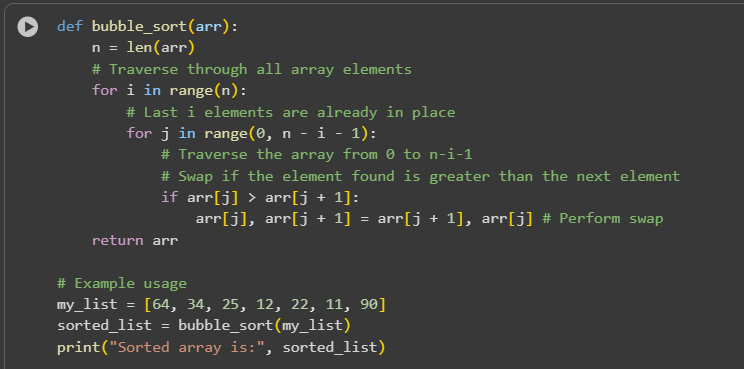 def bubble_sort(arr):
    n = len(arr)
    # Traverse through all array elements
    for i in range(n):
        # Last i elements are already in place
        for j in range(0, n - i - 1):
            # Traverse the array from 0 to n-i-1
            # Swap if the element found is greater than the next element
            if arr[j] > arr[j + 1]:
                arr[j], arr[j + 1] = arr[j + 1], arr[j] # Perform swap
    return arr

# Example usage
my_list = [64, 34, 25, 12, 22, 11, 90]
sorted_list = bubble_sort(my_list)
print("Sorted array is:", sorted_list)